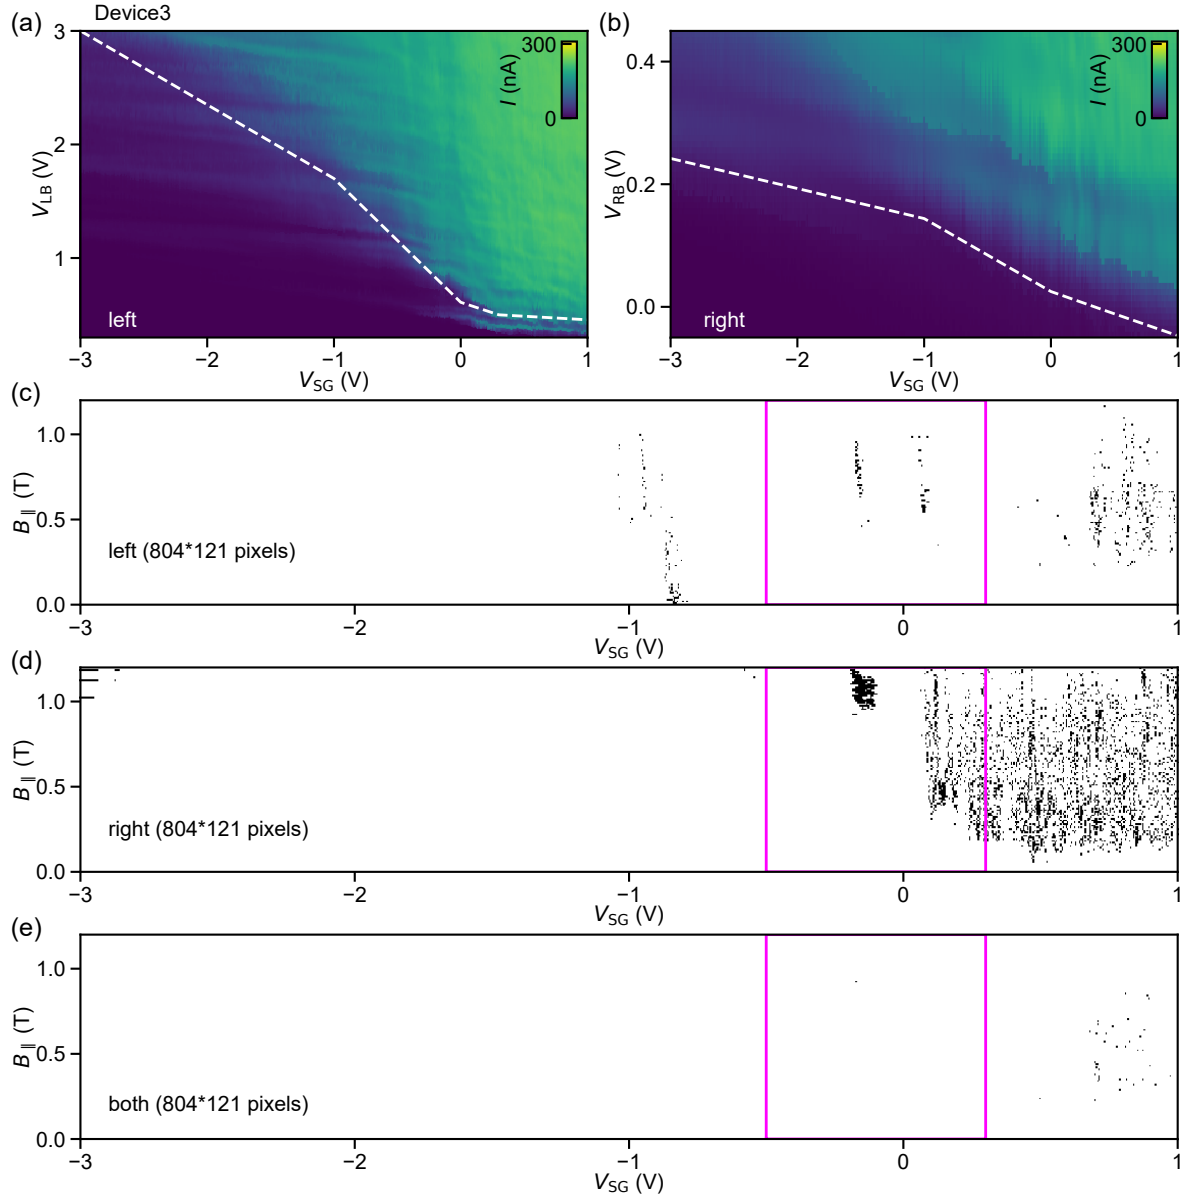 Device3
(a)
3
2
1
V_LB (V)
300
0
I (nA)
left
−3
−2
−1
0
1
V_SG (V)
(b)
0.4
0.2
0.0
V_RB (V)
300
0
I (nA)
right
−3
−2
−1
0
1
V_SG (V)
(c)
1.0
0.5
0.0
B_∥ (T)
left (804*121 pixels)
−3
−2
−1
0
1
V_SG (V)
(d)
1.0
0.5
0.0
B_∥ (T)
right (804*121 pixels)
−3
−2
−1
0
1
V_SG (V)
(e)
1.0
0.5
0.0
B_∥ (T)
both (804*121 pixels)
−3
−2
−1
0
1
V_SG (V)